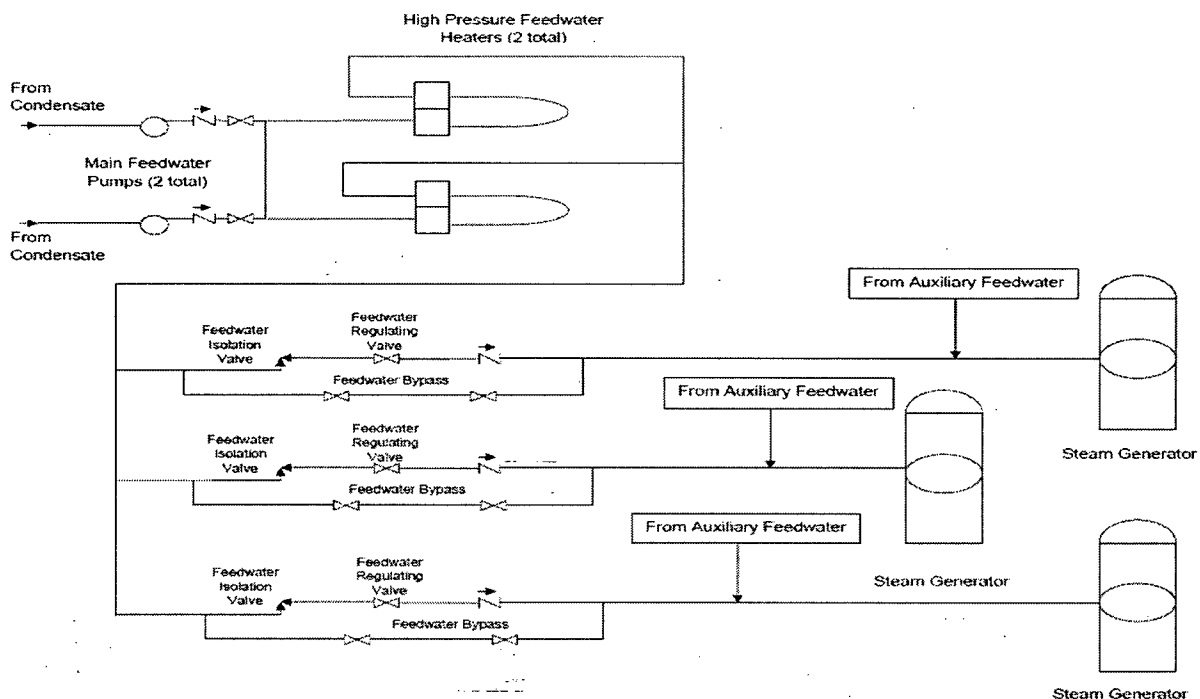 High Pressure Feedwater
Heaters (2 total)
From
Condensate
Main Feedwater
Pumps (2 total)
From
Condensate
From Auxiliary Feedwater
Feedwater
Isolation
Valve
Feedwater
Regulating
Valve
Feedwater Bypass
Steam Generator
From Auxiliary Feedwater
Feedwater
Isolation
Valve
Feedwater
Regulating
Valve
Feedwater Bypass
Steam Generator
From Auxiliary Feedwater
Feedwater
Isolation
Valve
Feedwater
Regulating
Valve
Feedwater Bypass
Steam Generator